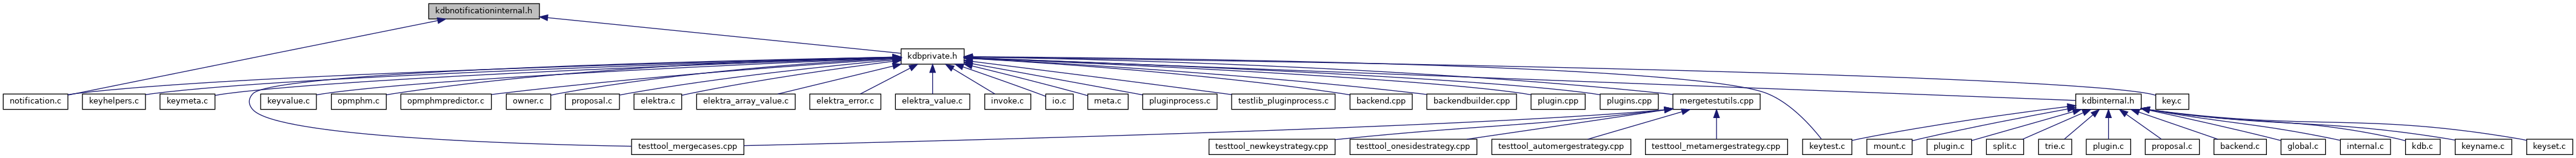 kdbnotificationinternal.h
kdbprivate.h
notification.c
keyhelpers.c
keymeta.c
keyvalue.c
opmphm.c
opmphmpredictor.c
owner.c
proposal.c
elektra.c
elektra_array_value.c
elektra_error.c
elektra_value.c
invoke.c
io.c
meta.c
pluginprocess.c
testlib_pluginprocess.c
backend.cpp
backendbuilder.cpp
plugin.cpp
plugins.cpp
mergetestutils.cpp
kdbinternal.h
key.c
testtool_mergecases.cpp
testtool_newkeystrategy.cpp
testtool_onesidestrategy.cpp
testtool_automergestrategy.cpp
testtool_metamergestrategy.cpp
keytest.c
mount.c
plugin.c
split.c
trie.c
plugin.c
proposal.c
backend.c
global.c
internal.c
kdb.c
keyname.c
keyset.c